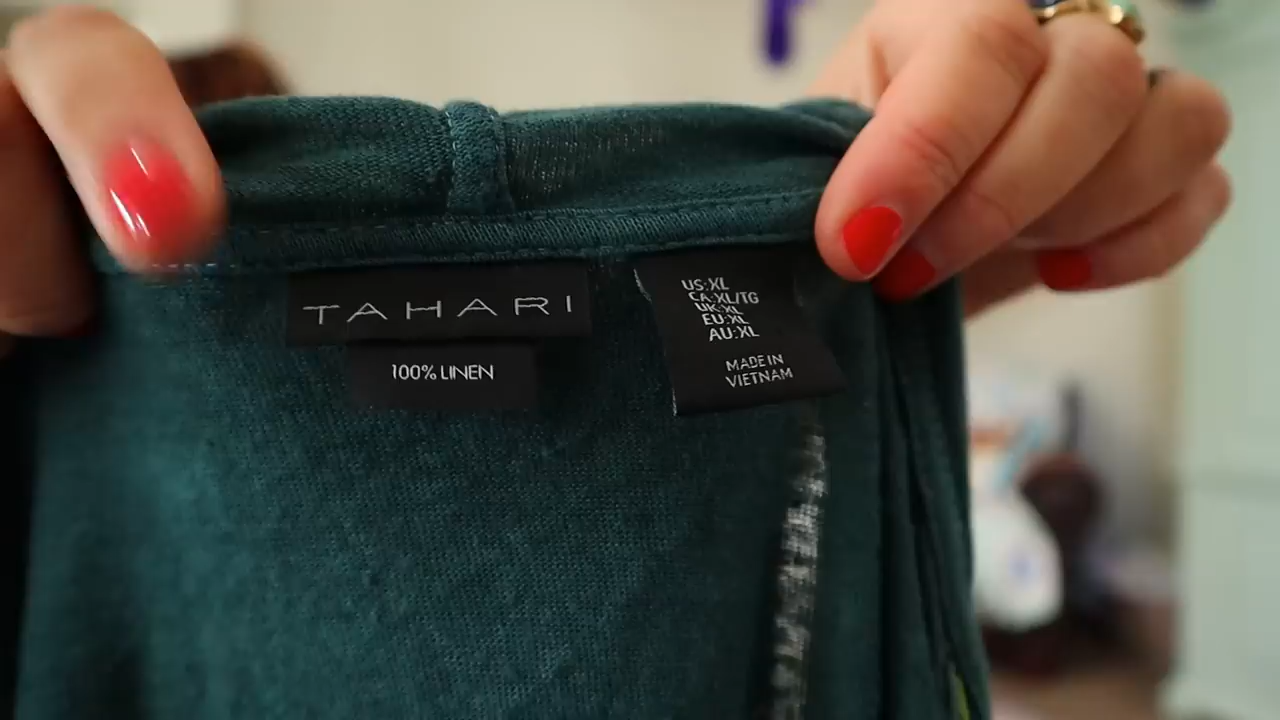 TAHARI
100% LINEN
US:XL
CA:XL/TG
UK:XL
EU:XL
AU:XL
MADE IN
VIETNAM